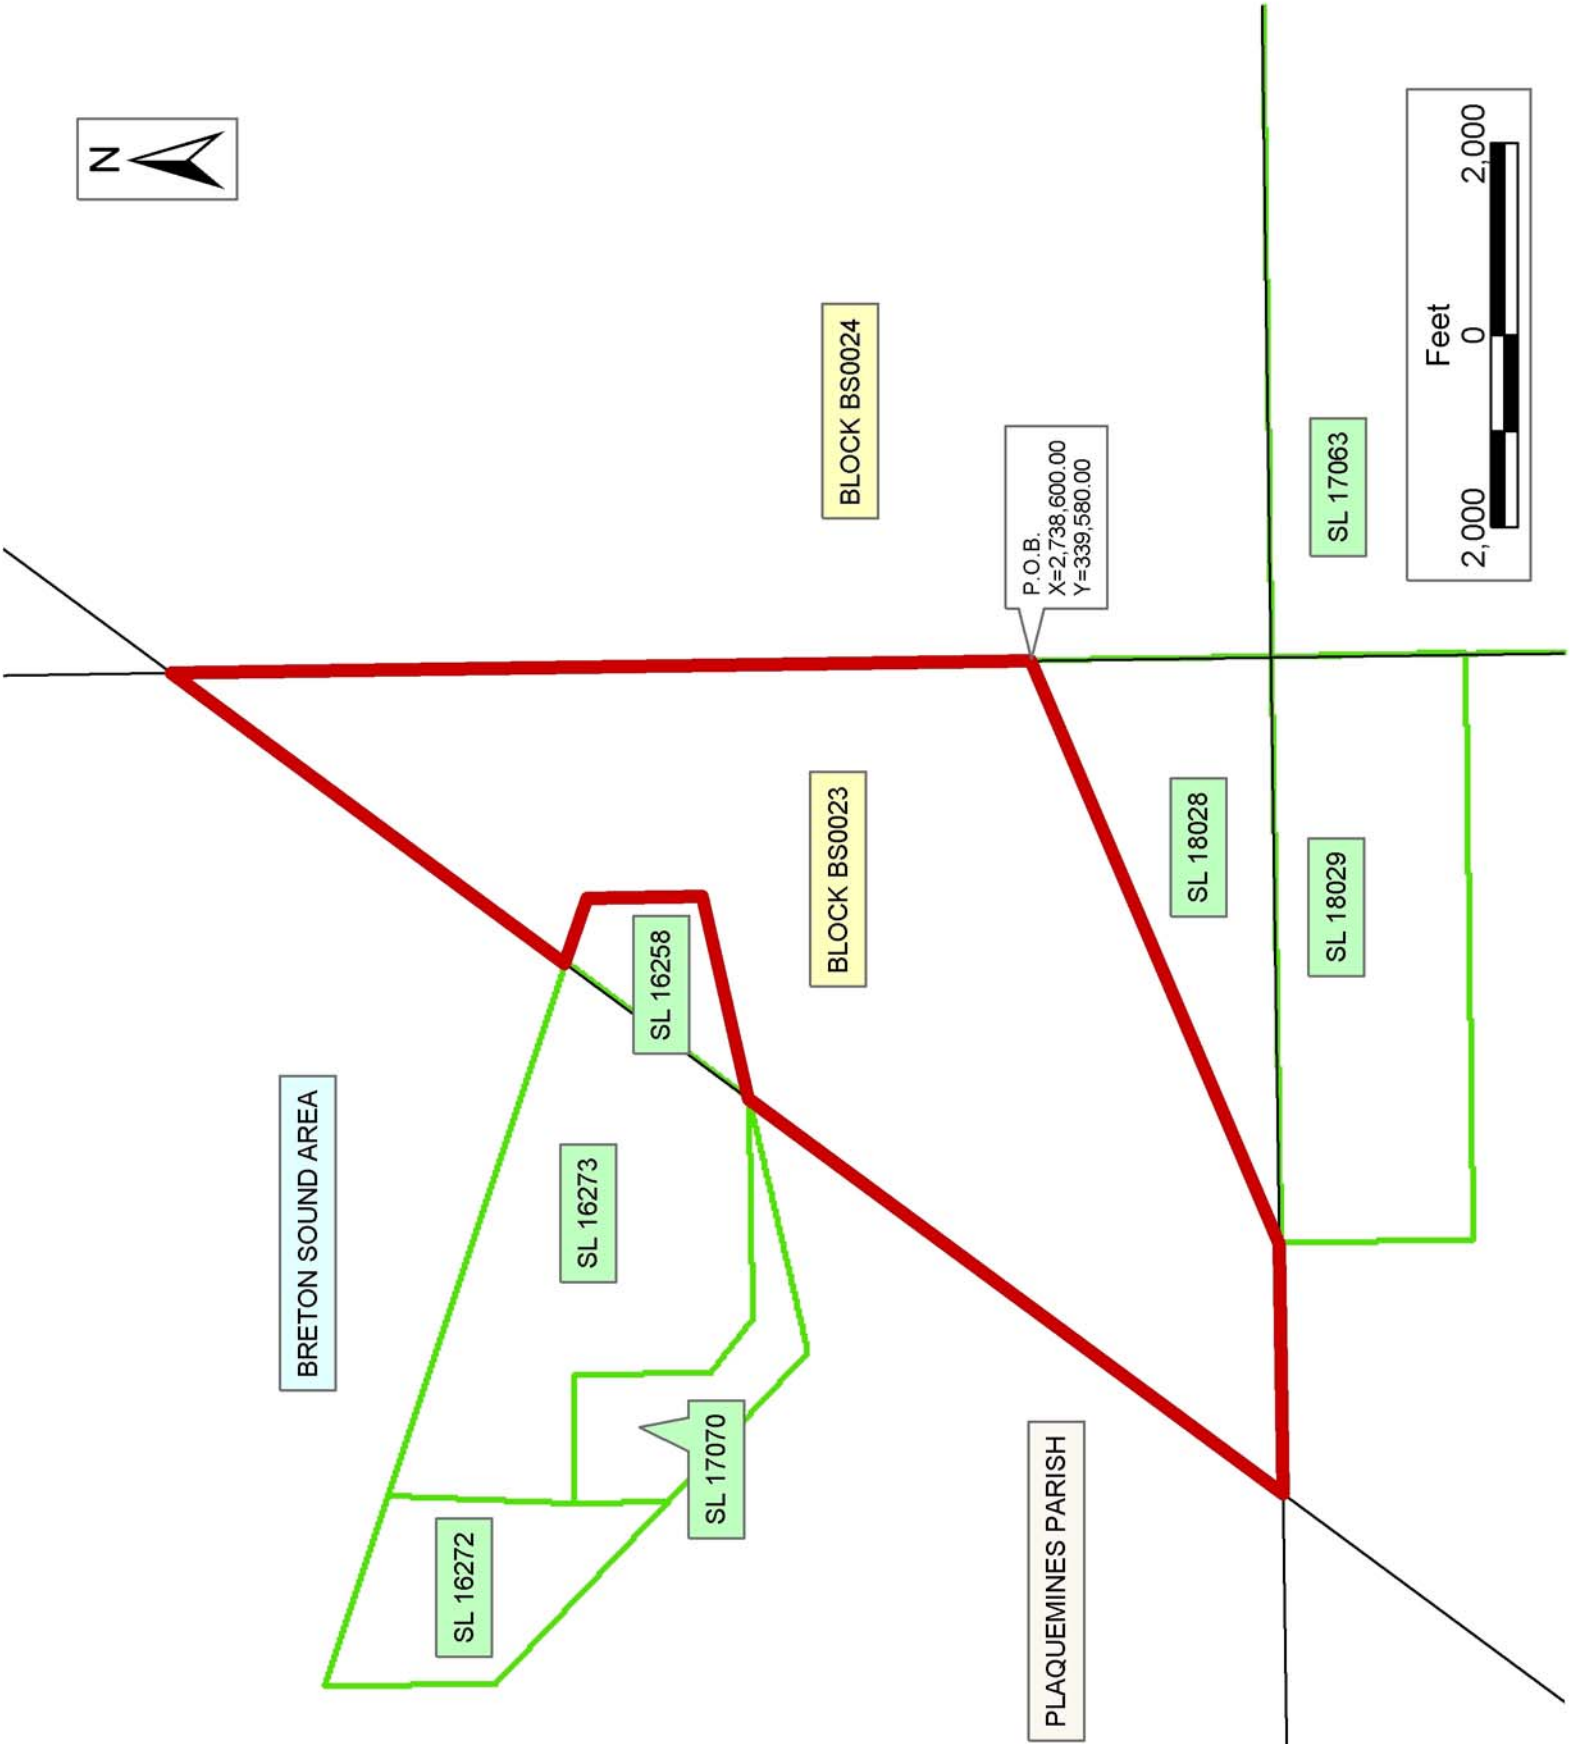 N
BRETON SOUND AREA
SL 16272
SL 16273
SL 16258
SL 17070
BLOCK BS0023
BLOCK BS0024
PLAQUEMINES PARISH
P.O.B.
X=2,738,600.00
Y=339,580.00
SL 18028
SL 18029
SL 17063
Feet
2,000 0 2,000